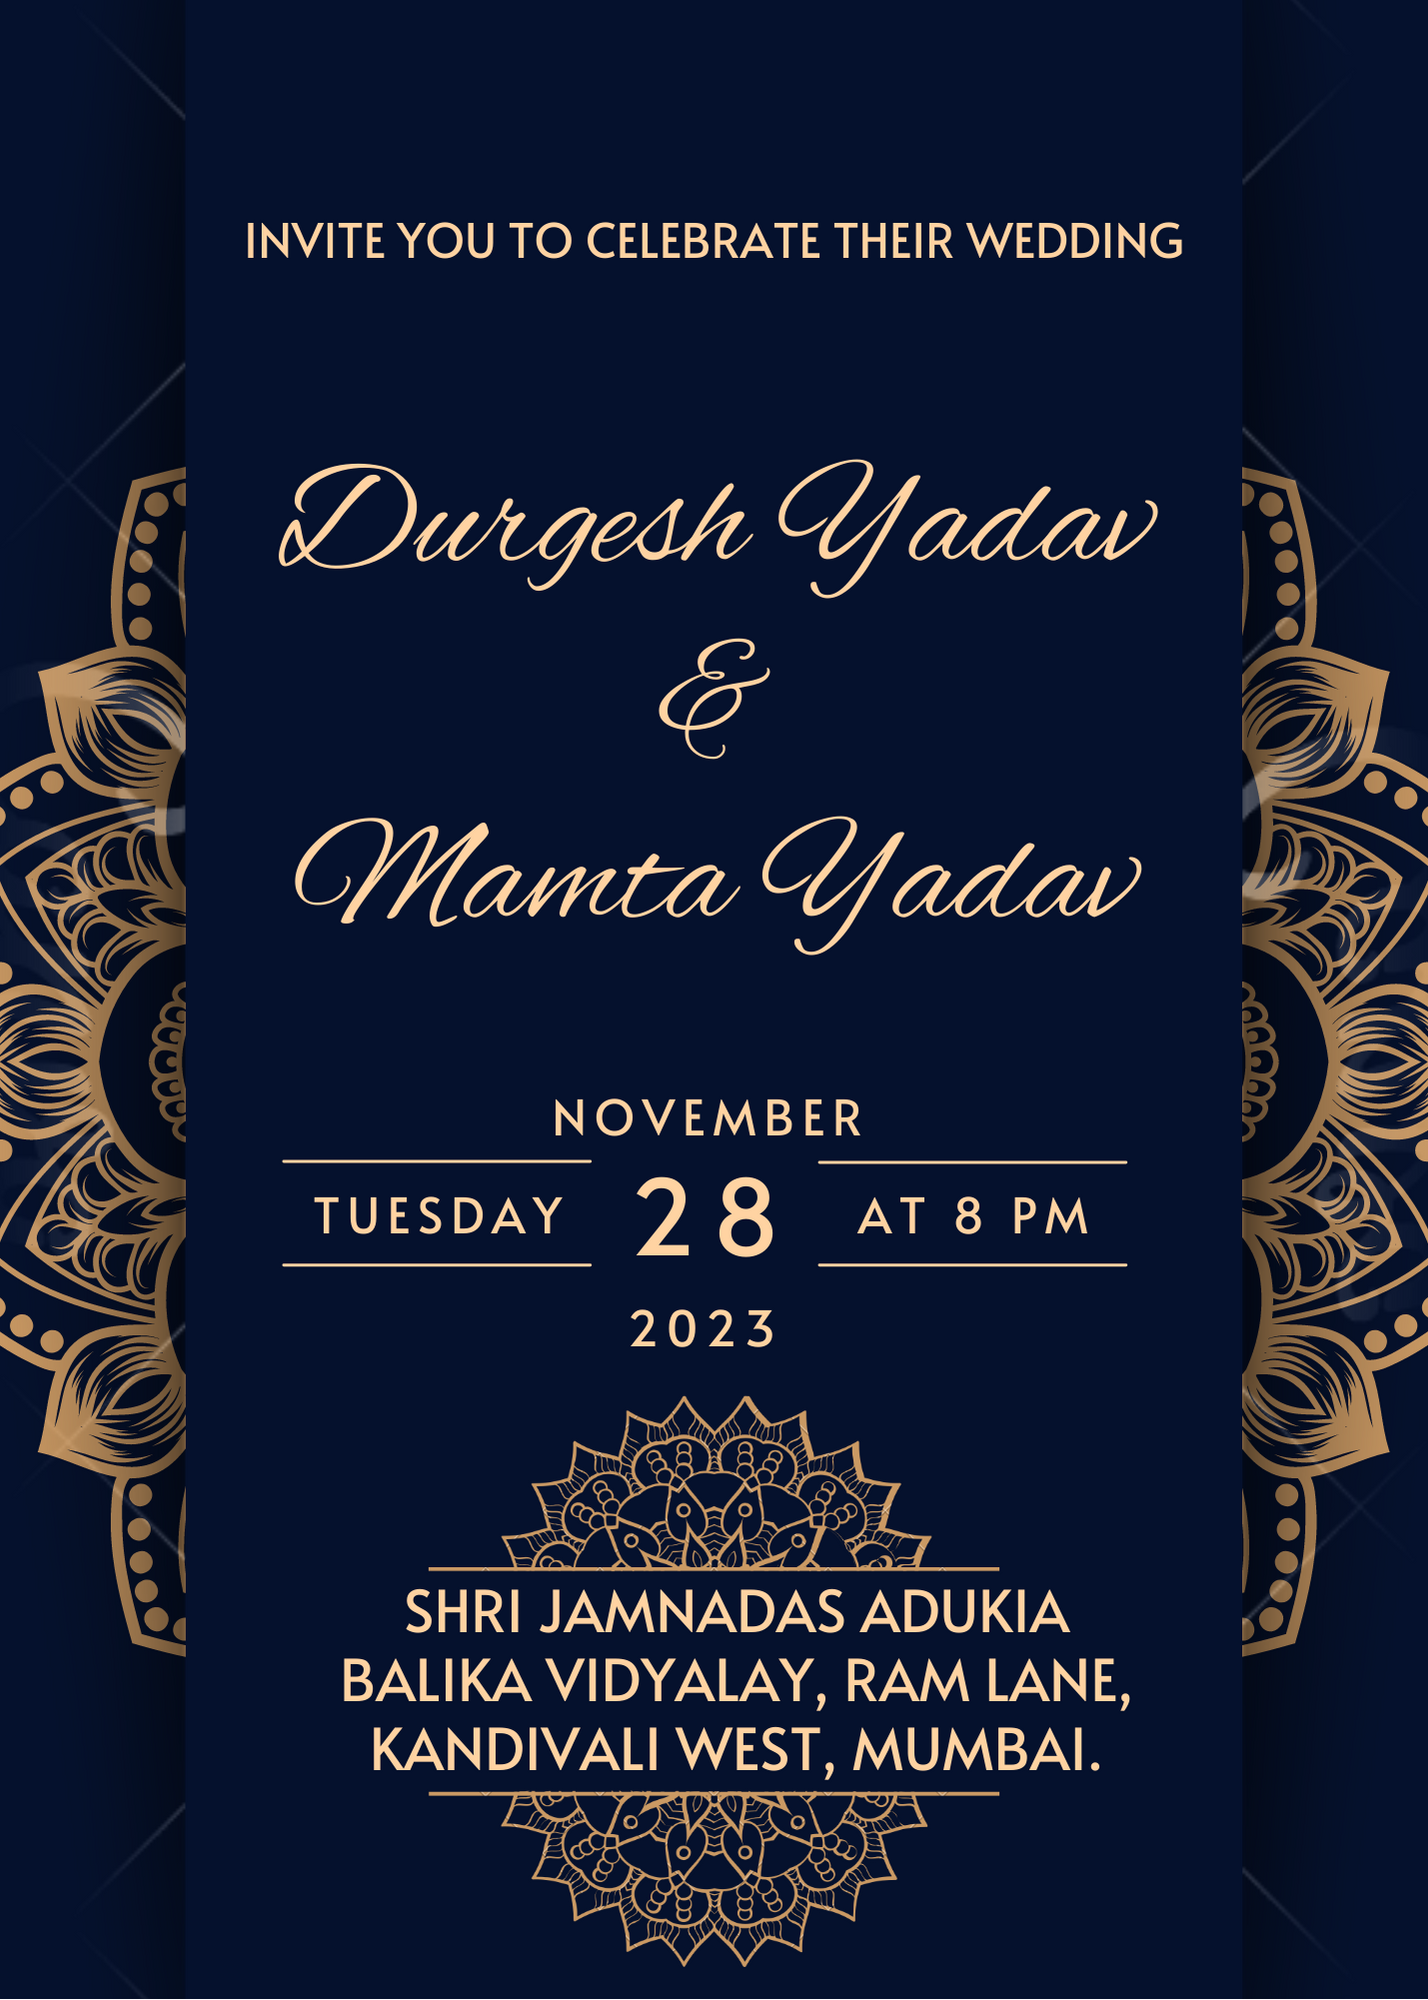 INVITE YOU TO CELEBRATE THEIR WEDDING
Durgesh Yadav
&
Mamta Yadav
NOVEMBER
TUESDAY 28 AT 8 PM
2023
SHRI JAMNADAS ADUKIA
BALIKA VIDYALAY, RAM LANE,
KANDIVALI WEST, MUMBAI.